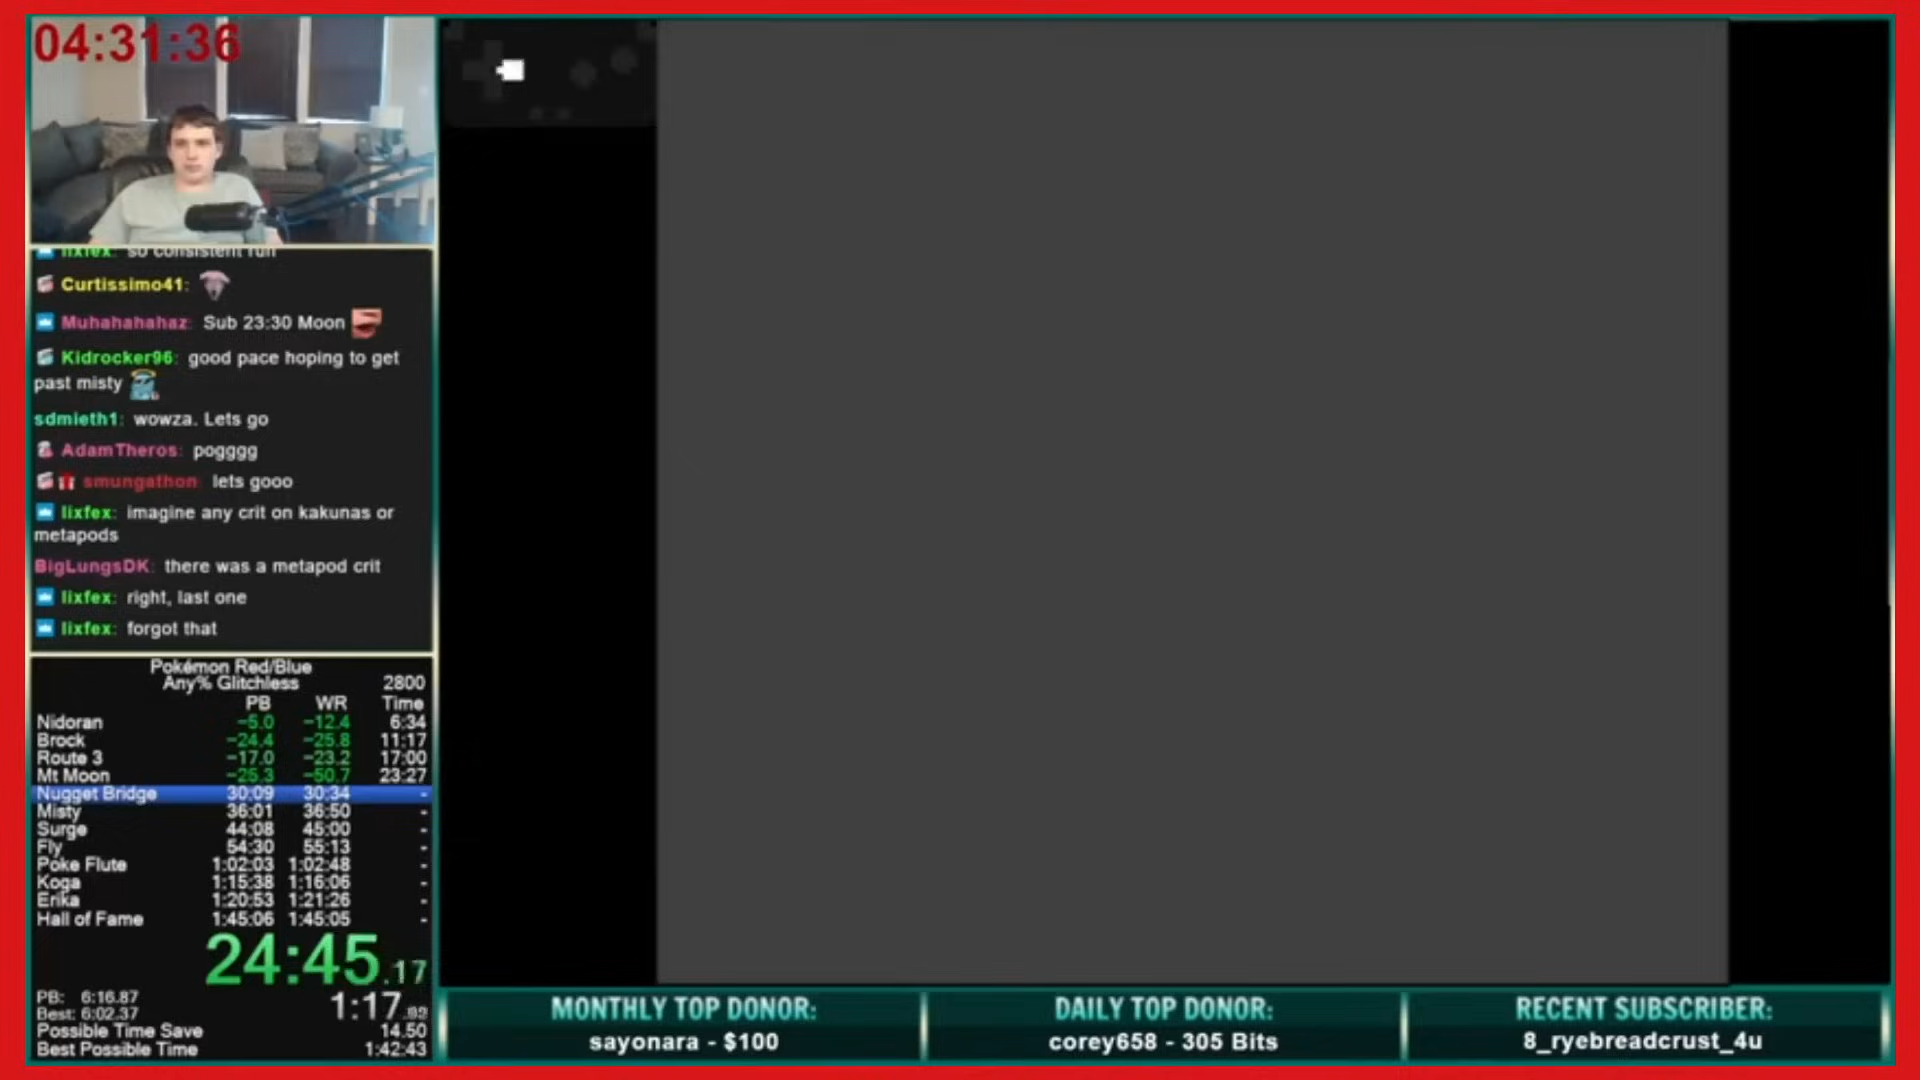 04:31:36
lixfex: so consistent run
Curtissimo41:
Muhahahahaz: Sub 23:30 Moon
Kidrocker96: good pace hoping to get
past misty
sdmieth1: wowza. Lets go
AdamTheros: pogggg
smungathon: lets gooo
lixfex: imagine any crit on kakunas or
metapods
BigLungsDK: there was a metapod crit
lixfex: right, last one
lixfex: forgot that
Pokémon Red/Blue
Any% Glitchless 2800
PB WR Time
Nidoran −5.0 −12.4 6:34
Brock −24.4 −25.8 11:17
Route 3 −17.0 −23.2 17:00
Mt Moon −25.3 −50.7 23:27
Nugget Bridge 30:09 30:34 -
Misty 36:01 36:50 -
Surge 44:08 45:00 -
Fly 54:30 55:13 -
Poke Flute 1:02:03 1:02:48 -
Koga 1:15:38 1:16:06 -
Erika 1:20:53 1:21:26 -
Hall of Fame 1:45:06 1:45:05 -
24:45.17
PB: 6:16.87
Best: 6:02.37 1:17
Possible Time Save 14.50
Best Possible Time 1:42:43
MONTHLY TOP DONOR: DAILY TOP DONOR: RECENT SUBSCRIBER:
sayonara - $100 corey658 - 305 Bits 8_ryebreadcrust_4u